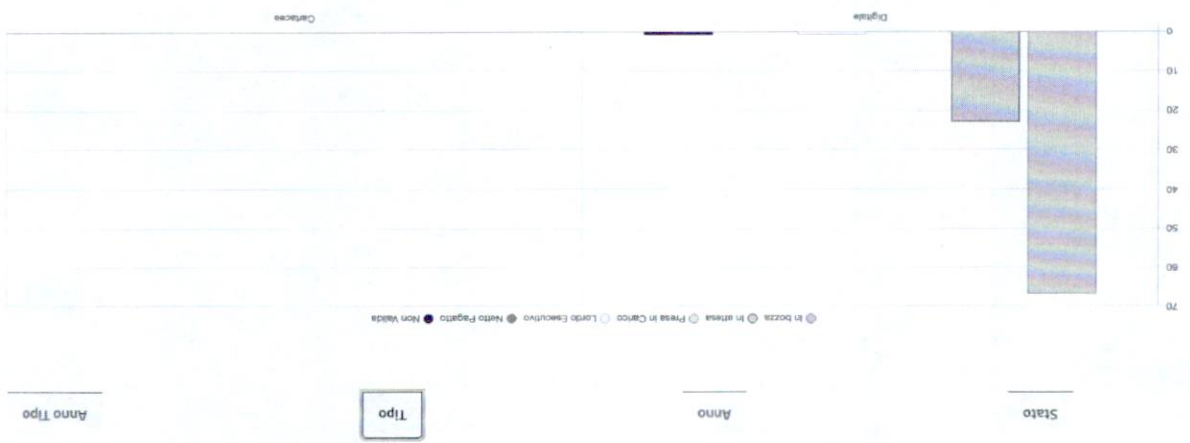 Stato Anno Tipo Anno Tipo
In bozza In attesa Presa in Carico Lordo Esecutivo Netto Pagatto Non Valida
70
60
50
40
30
20
10
0
Digitale Cartaceo